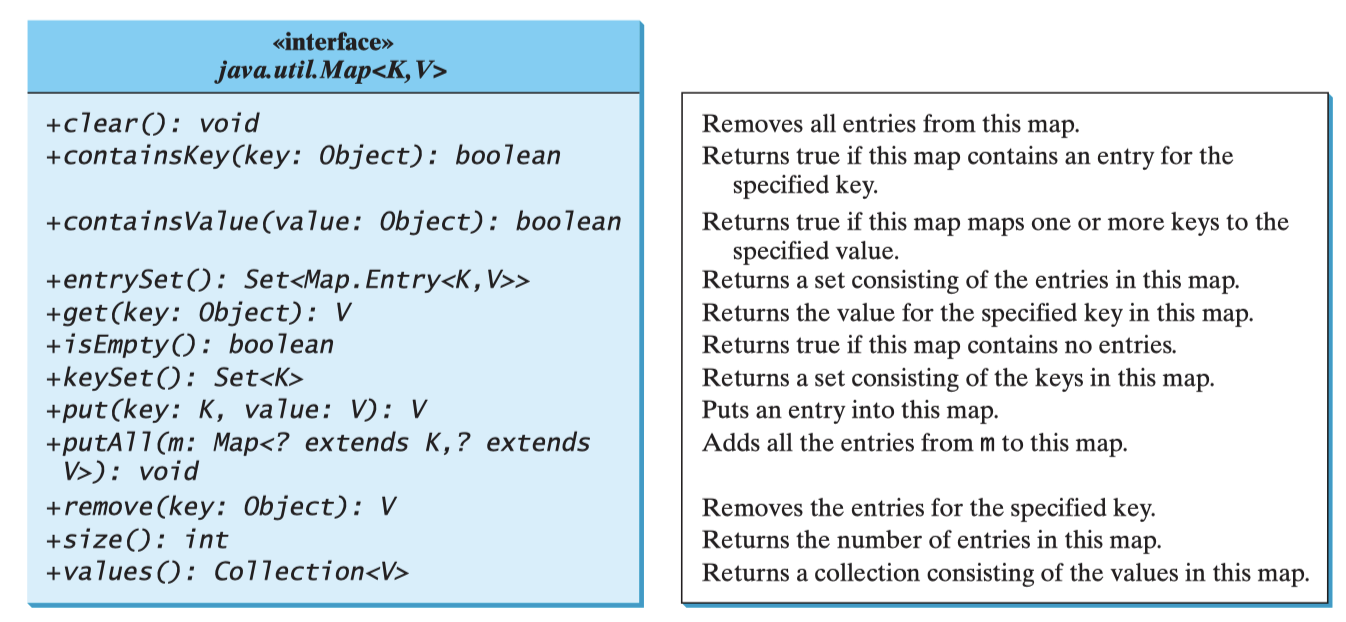 «interface»
java.util.Map<K,V>
+clear(): void
Removes all entries from this map.
+containsKey(key: Object): boolean
Returns true if this map contains an entry for the
specified key.
+containsValue(value: Object): boolean
Returns true if this map maps one or more keys to the
specified value.
+entrySet(): Set<Map.Entry<K,V>>
Returns a set consisting of the entries in this map.
+get(key: Object): V
Returns the value for the specified key in this map.
+isEmpty(): boolean
Returns true if this map contains no entries.
+keySet(): Set<K>
Returns a set consisting of the keys in this map.
+put(key: K, value: V): V
Puts an entry into this map.
+putAll(m: Map<? extends K,? extends
V>): void
Adds all the entries from m to this map.
+remove(key: Object): V
Removes the entries for the specified key.
+size(): int
Returns the number of entries in this map.
+values(): Collection<V>
Returns a collection consisting of the values in this map.